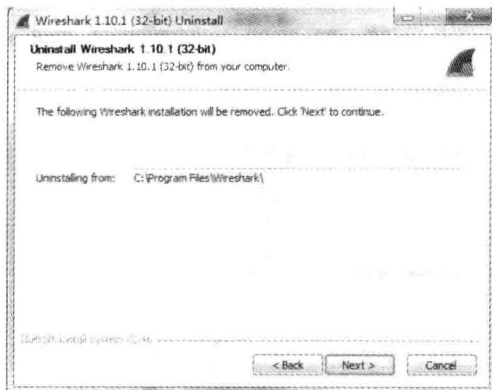 Wireshark 1.10.1 (32-bit) Uninstall
Uninstall Wireshark 1.10.1 (32-bit)
Remove Wireshark 1.10.1 (32-bit) from your computer.
The following Wireshark installation will be removed. Click 'Next' to continue.
Uninstalling from: C:\Program Files\Wireshark\
< Back Next > Cancel